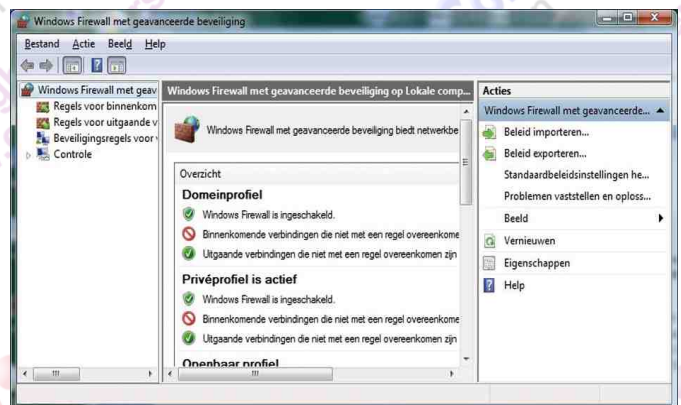 Windows Firewall met geavanceerde beveiliging
Bestand Actie Beeld Help
Windows Firewall met geav
Regels voor binnenkom
Regels voor uitgaande v
Beveiligingsregels voor
Controle
Windows Firewall met geavanceerde beveiliging op Lokale comp...
Windows Firewall met geavanceerde beveiliging biedt netwerkbe
Overzicht
Domeinprofiel
Windows Firewall is ingeschakeld.
Binnenkomende verbindingen die niet met een regel overeenkome
Uitgaande verbindingen die niet met een regel overeenkomen zijn
Privéprofiel is actief
Windows Firewall is ingeschakeld.
Binnenkomende verbindingen die niet met een regel overeenkome
Uitgaande verbindingen die niet met een regel overeenkomen zijn
Openbaar profiel
Acties
Windows Firewall met geavanceerde...
Beleid importeren...
Beleid exporteren...
Standaardbeleidsinstellingen he...
Problemen vaststellen en oploss...
Beeld
Vernieuwen
Eigenschappen
Help